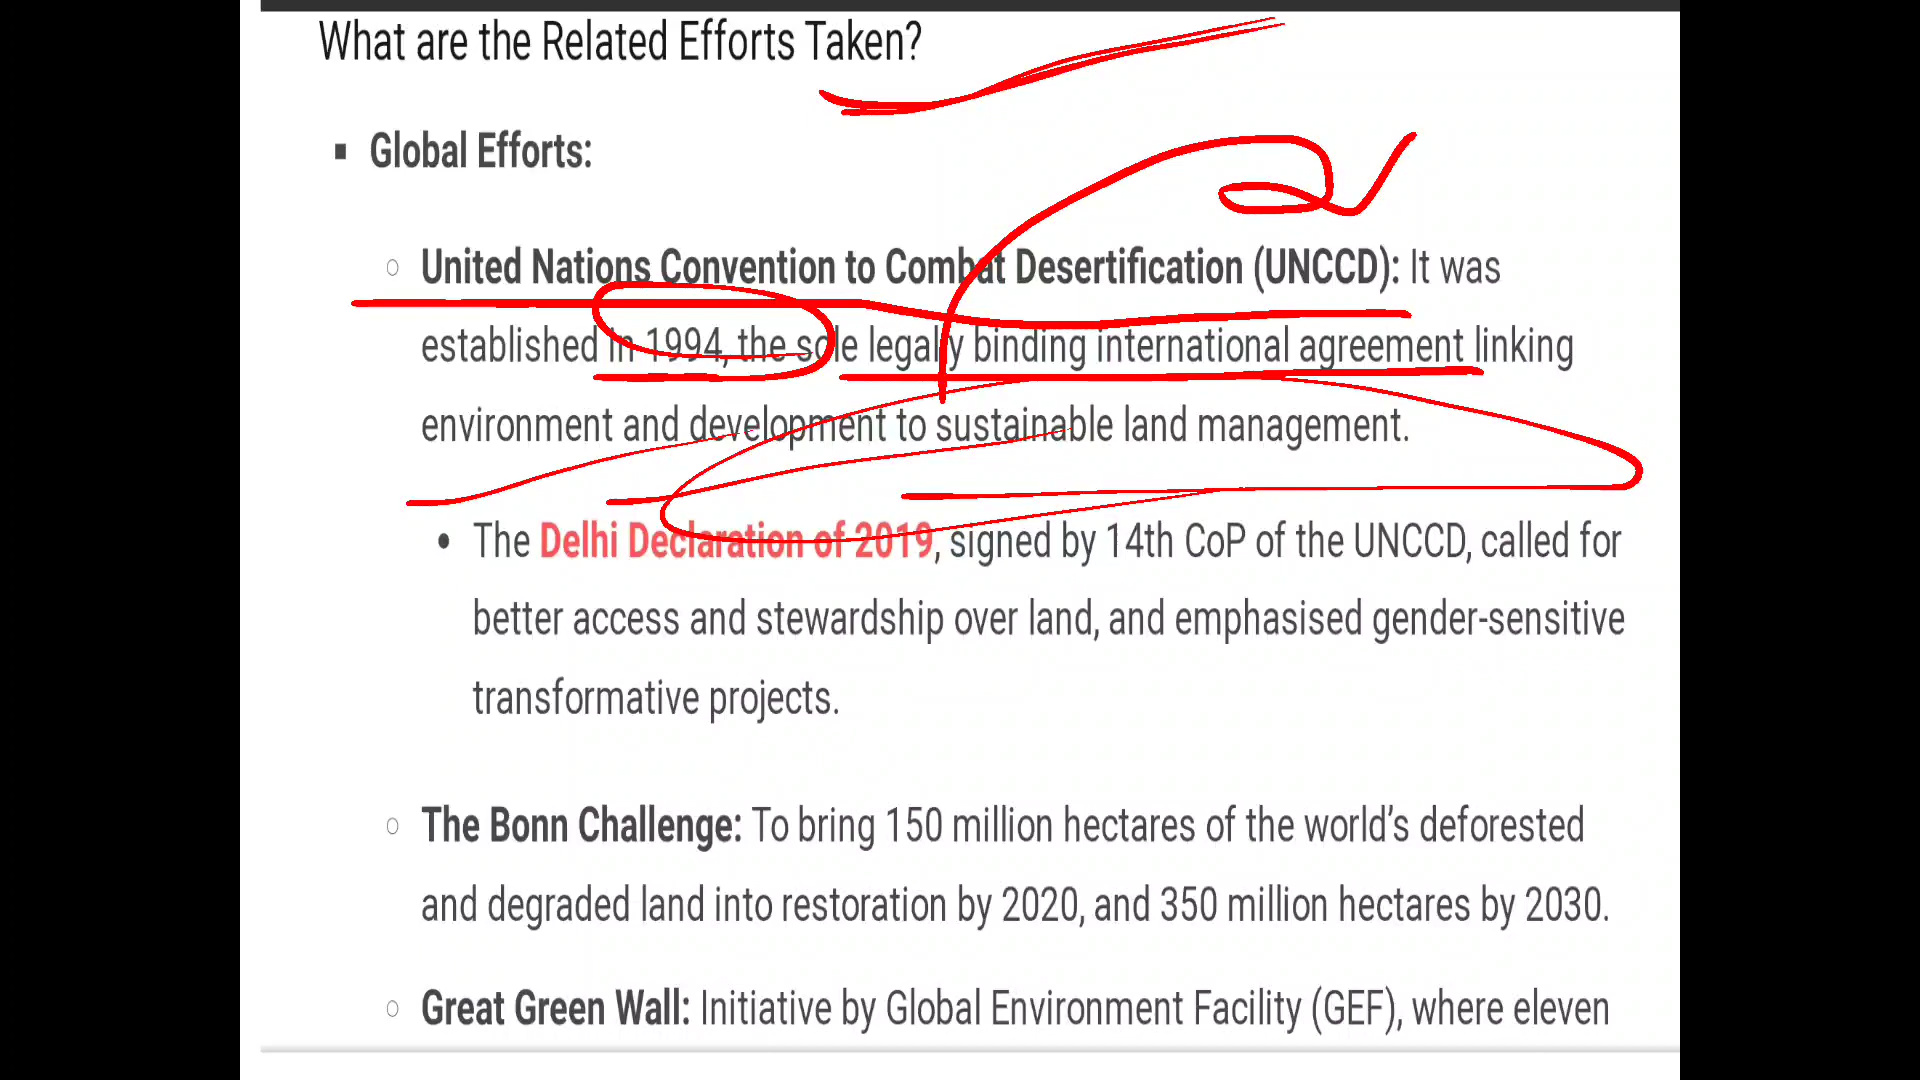 What are the Related Efforts Taken?
▪ Global Efforts:
○ United Nations Convention to Combat Desertification (UNCCD): It was
established in 1994, the sole legally binding international agreement linking
environment and development to sustainable land management.
• The Delhi Declaration of 2019, signed by 14th CoP of the UNCCD, called for
better access and stewardship over land, and emphasised gender-sensitive
transformative projects.
○ The Bonn Challenge: To bring 150 million hectares of the world’s deforested
and degraded land into restoration by 2020, and 350 million hectares by 2030.
○ Great Green Wall: Initiative by Global Environment Facility (GEF), where eleven